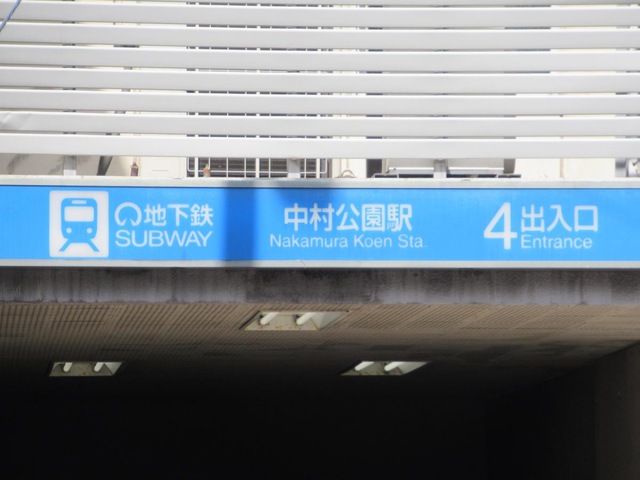 地下鉄
SUBWAY
中村公園駅
Nakamura Koen Sta.
4 出入口
Entrance